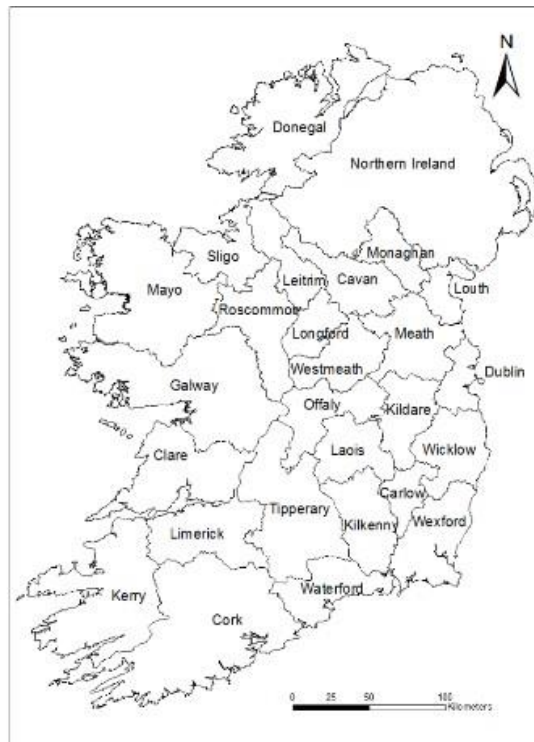 N
Donegal
Northern Ireland
Monaghan
Sligo
Leitrim
Cavan
Louth
Mayo
Roscommon
Longford
Meath
Westmeath
Dublin
Galway
Offaly
Kildare
Laois
Wicklow
Clare
Carlow
Tipperary
Kilkenny
Wexford
Limerick
Waterford
Kerry
Cork
0 25 50 100
Kilometers